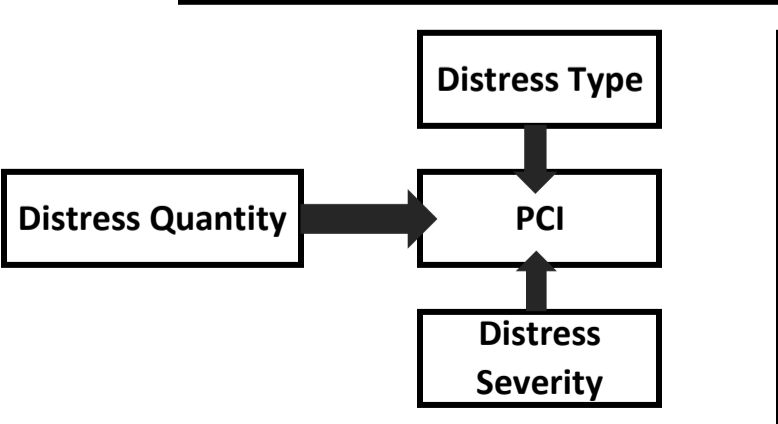 Distress Type
Distress Quantity
PCI
Distress
Severity